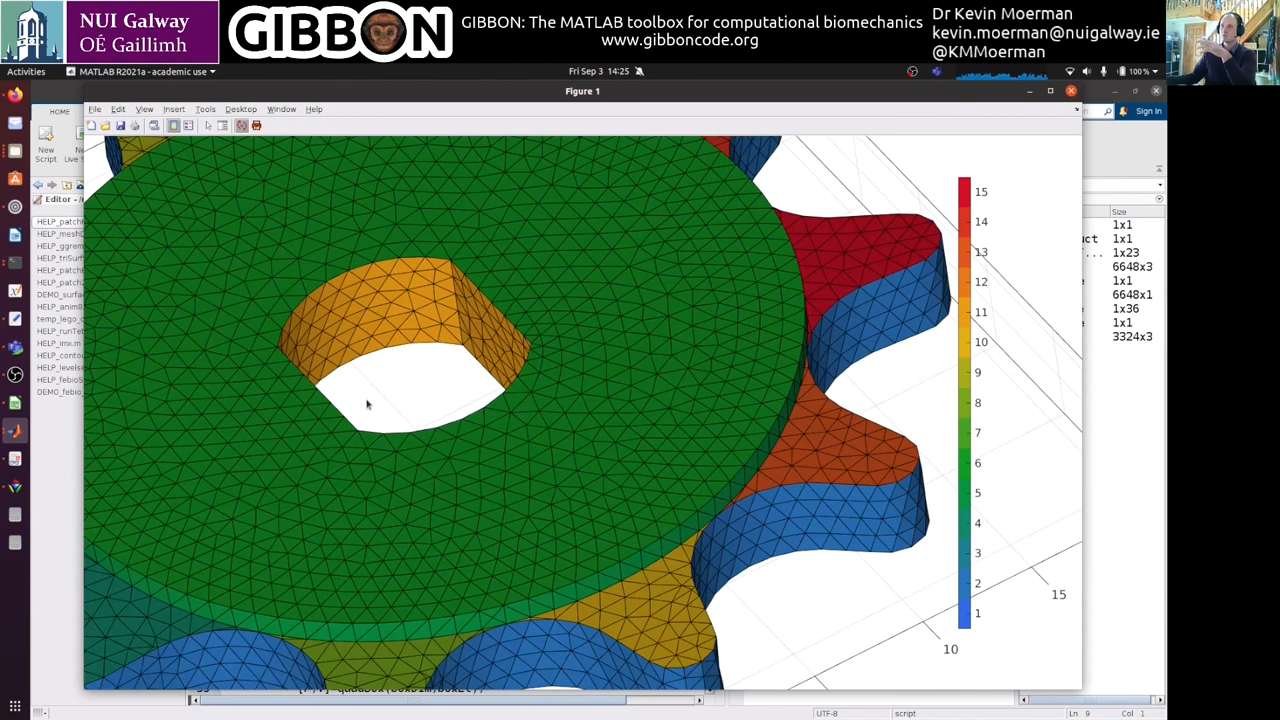 NUI Galway
OÉ Gaillimh
GIBBON
GIBBON: The MATLAB toolbox for computational biomechanics
www.gibboncode.org
Dr Kevin Moerman
kevin.moerman@nuigalway.ie
@KMMoerman
Activities
MATLAB R2021a - academic use
Fri Sep 3 14:25
100 %
Figure 1
File Edit View Insert Tools Desktop Window Help
HOME
Sign In
New
Script
New
Live S
Editor -
HELP_patch
HELP_meshD
HELP_ggrem
HELP_triSurf
HELP_patch
HELP_patch
DEMO_surfa
HELP_anim8
temp_lego_
HELP_runTet
HELP_imx.m
HELP_contou
HELP_levels
HELP_febioS
DEMO_febio
15
14
13
12
11
10
9
8
7
6
5
4
3
2
1
15
10
Size
1x1
1x1
1x23
6648x3
1x1
6648x1
1x36
1x1
3324x3
UTF-8
script
Ln 9
Col 1